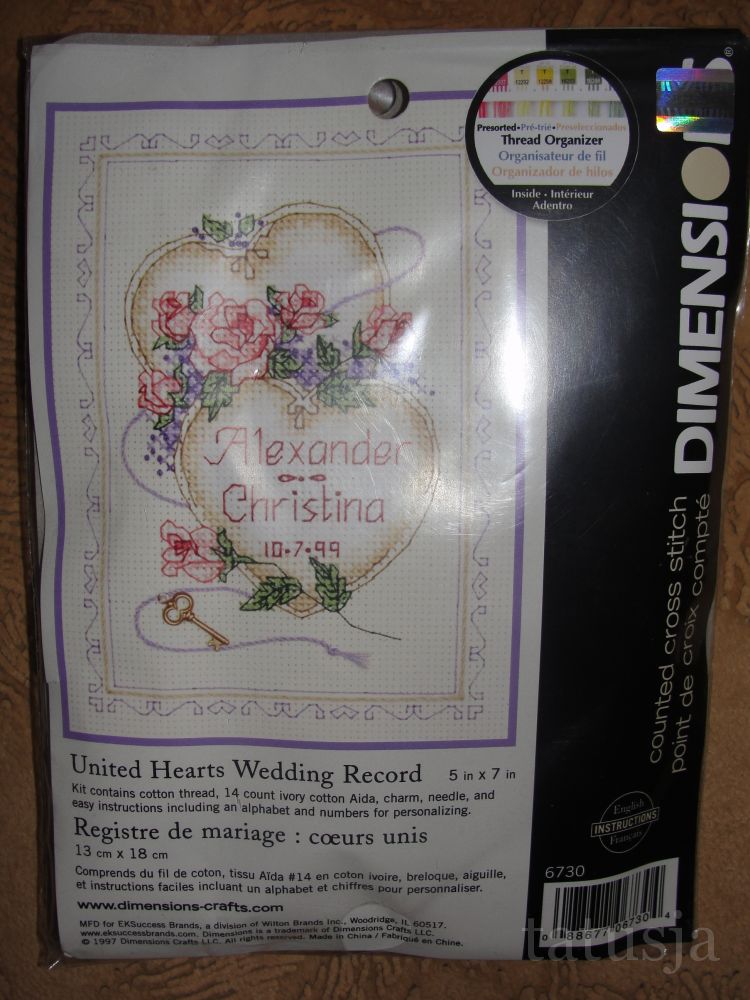 Presorted•Pré-trié•Preseleccionados
Thread Organizer
Organisateur de fil
Organizador de hilos
Inside • Intérieur
Adentro
DIMENSIONS®
counted cross stitch
point de croix compté
Alexander
Christina
10•7•99
United Hearts Wedding Record 5 in x 7 in
Kit contains cotton thread, 14 count ivory cotton Aida, charm, needle, and
easy instructions including an alphabet and numbers for personalizing.
Registre de mariage : cœurs unis
13 cm x 18 cm
Comprends du fil de coton, tissu Aïda #14 en coton ivoire, breloque, aiguille,
et instructions faciles incluant un alphabet et chiffres pour personnaliser.
www.dimensions-crafts.com
MFD for EKSuccess Brands, a division of Wilton Brands Inc., Woodridge, IL 60517.
www.eksuccessbrands.com. Dimensions is a trademark of Dimensions Crafts LLC.
© 1997 Dimensions Crafts LLC. All rights reserved. Made in China / Fabriqué en Chine.
English
INSTRUCTIONS
Français
6730
0 88677 06730 4
tatusja